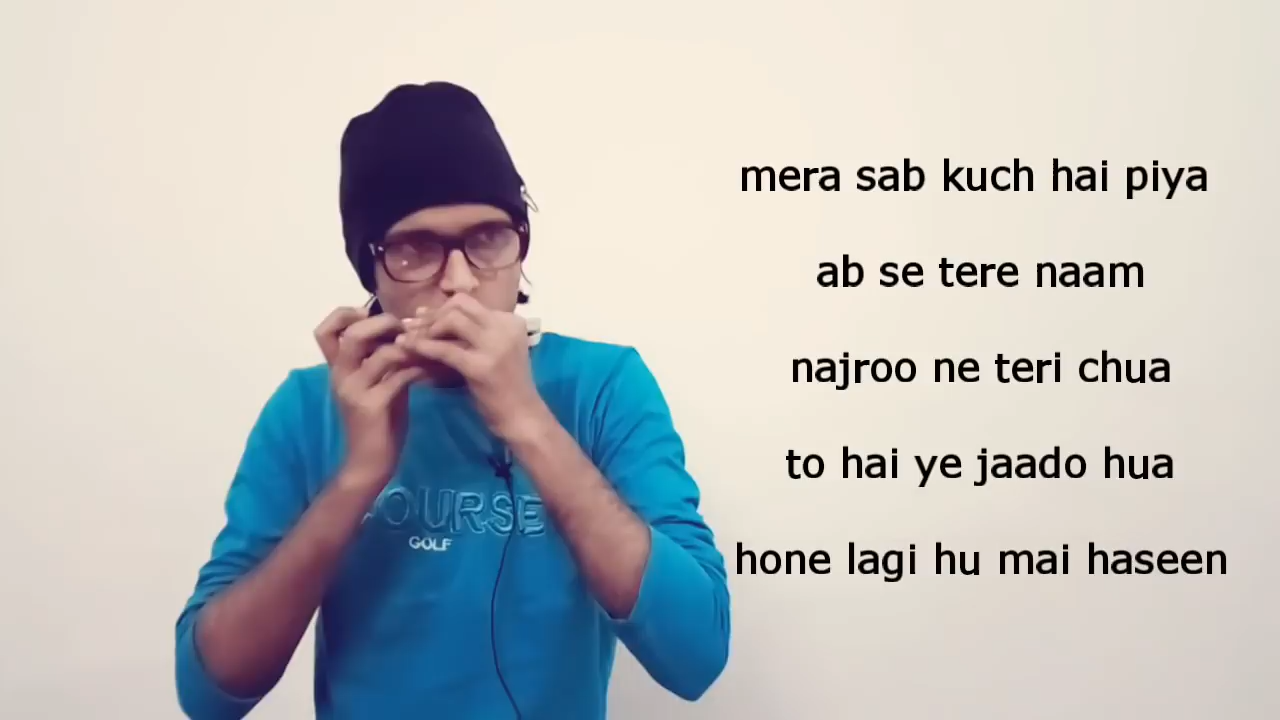 mera sab kuch hai piya
ab se tere naam
najroo ne teri chua
to hai ye jaado hua
hone lagi hu mai haseen
OURSE
GOLF